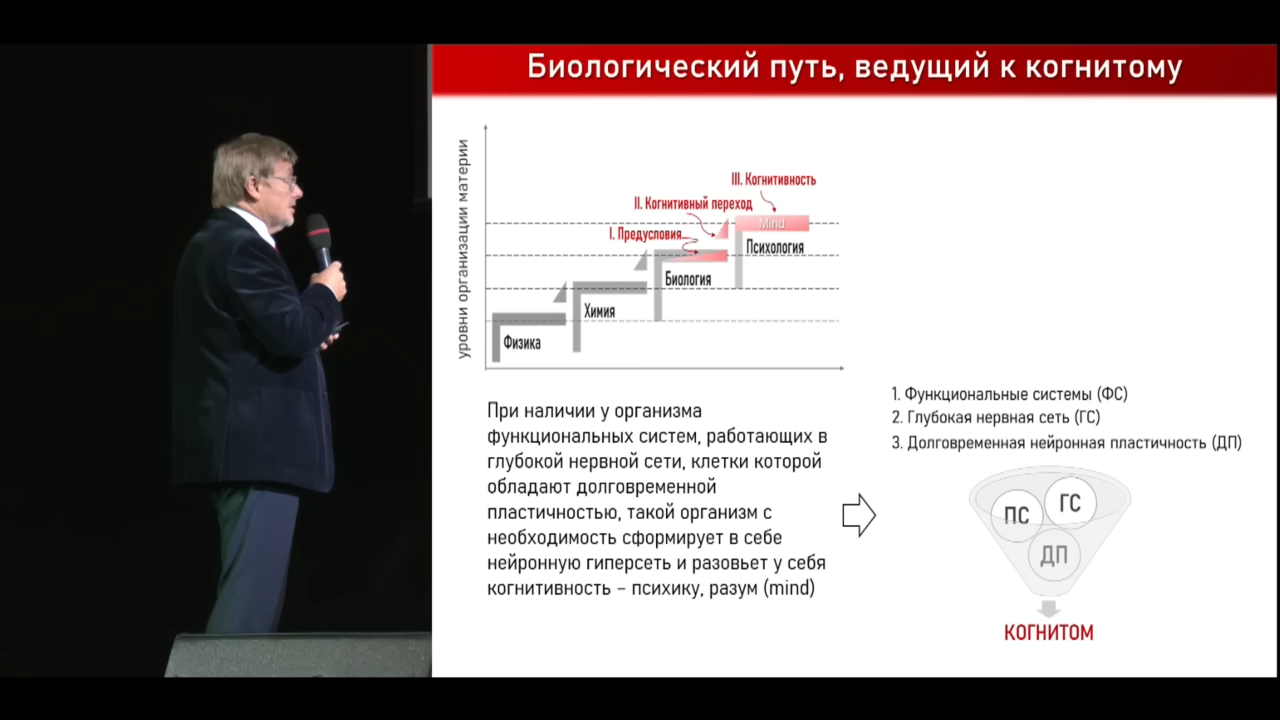 Биологический путь, ведущий к когнитому
уровни организации материи
III. Когнитивность
II. Когнитивный переход
I. Предусловия
Mind
Психология
Биология
Химия
Физика
При наличии у организма
функциональных систем, работающих в
глубокой нервной сети, клетки которой
обладают долговременной
пластичностью, такой организм с
необходимость сформирует в себе
нейронную гиперсеть и разовьет у себя
когнитивность – психику, разум (mind)
1. Функциональные системы (ФС)
2. Глубокая нервная сеть (ГС)
3. Долговременная нейронная пластичность (ДП)
ПС
ГС
ДП
КОГНИТОМ